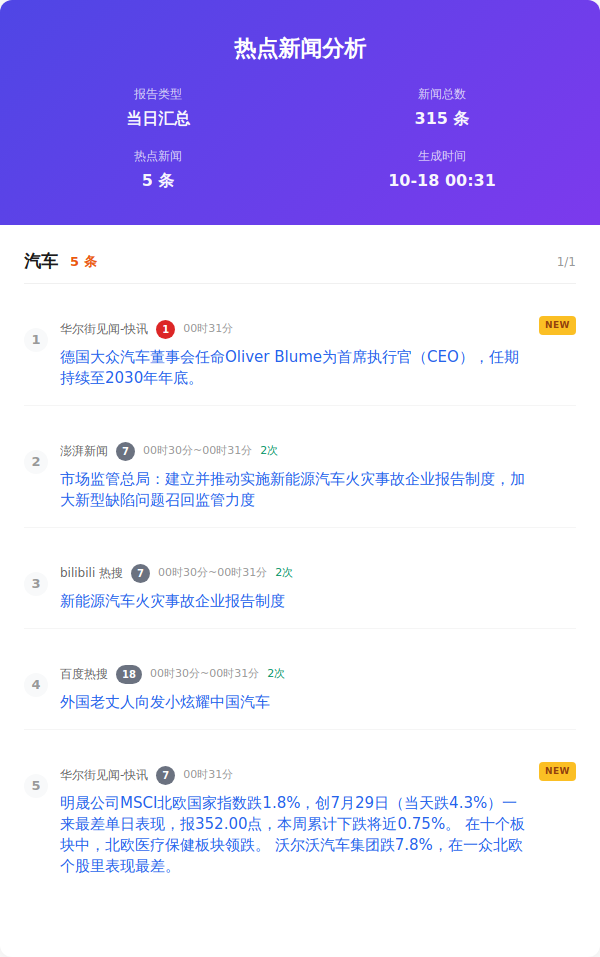 热点新闻分析
报告类型
新闻总数
当日汇总
315 条
热点新闻
生成时间
5 条
10-18 00:31
汽车 5 条 1/1
1 华尔街见闻-快讯 1 00时31分 NEW
德国大众汽车董事会任命Oliver Blume为首席执行官（CEO），任期
持续至2030年年底。
2 澎湃新闻 7 00时30分~00时31分 2次
市场监管总局：建立并推动实施新能源汽车火灾事故企业报告制度，加
大新型缺陷问题召回监管力度
3 bilibili 热搜 7 00时30分~00时31分 2次
新能源汽车火灾事故企业报告制度
4 百度热搜 18 00时30分~00时31分 2次
外国老丈人向发小炫耀中国汽车
5 华尔街见闻-快讯 7 00时31分 NEW
明晟公司MSCI北欧国家指数跌1.8%，创7月29日（当天跌4.3%）一
来最差单日表现，报352.00点，本周累计下跌将近0.75%。 在十个板
块中，北欧医疗保健板块领跌。 沃尔沃汽车集团跌7.8%，在一众北欧
个股里表现最差。